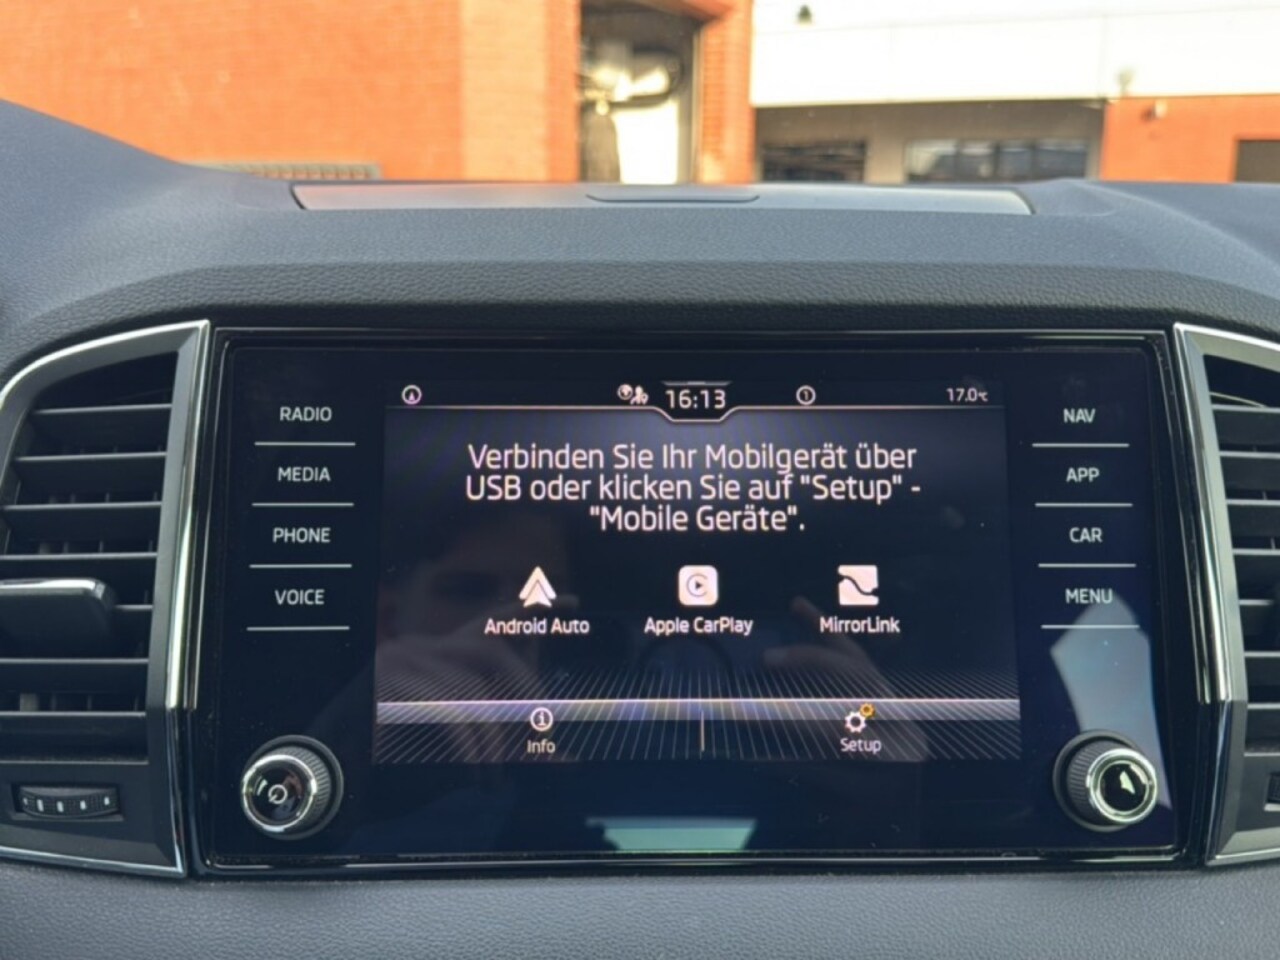 16:13
17.0°C
RADIO
MEDIA
PHONE
VOICE
NAV
APP
CAR
MENU
Verbinden Sie Ihr Mobilgerät über
USB oder klicken Sie auf "Setup" -
"Mobile Geräte".
Android Auto
Apple CarPlay
MirrorLink
Info
Setup